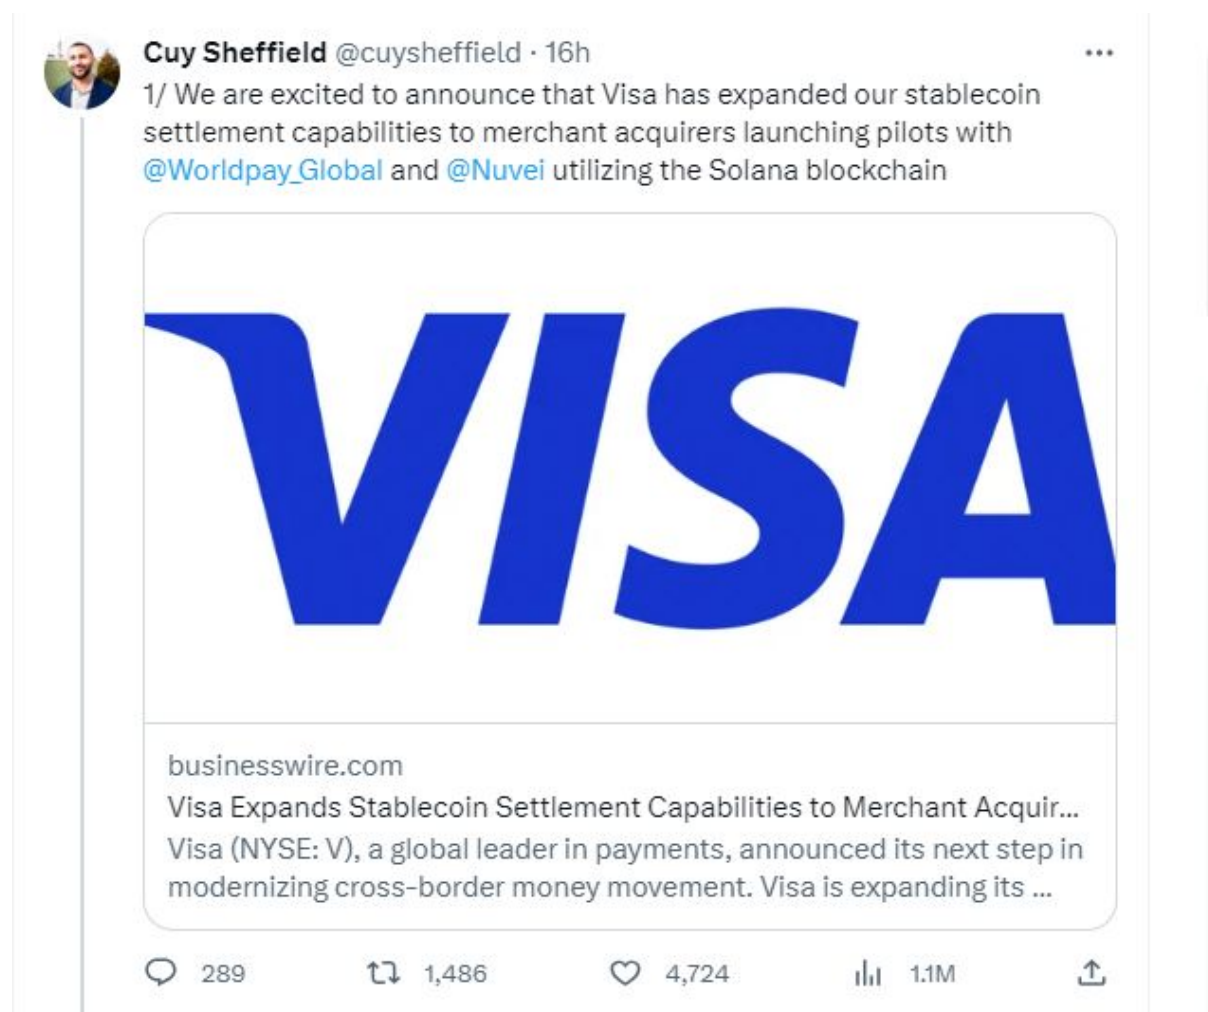 Cuy Sheffield @cuysheffield · 16h
1/ We are excited to announce that Visa has expanded our stablecoin
settlement capabilities to merchant acquirers launching pilots with
@Worldpay_Global and @Nuvei utilizing the Solana blockchain
VISA
businesswire.com
Visa Expands Stablecoin Settlement Capabilities to Merchant Acquir...
Visa (NYSE: V), a global leader in payments, announced its next step in
modernizing cross-border money movement. Visa is expanding its ...
289 1,486 4,724 1.1M